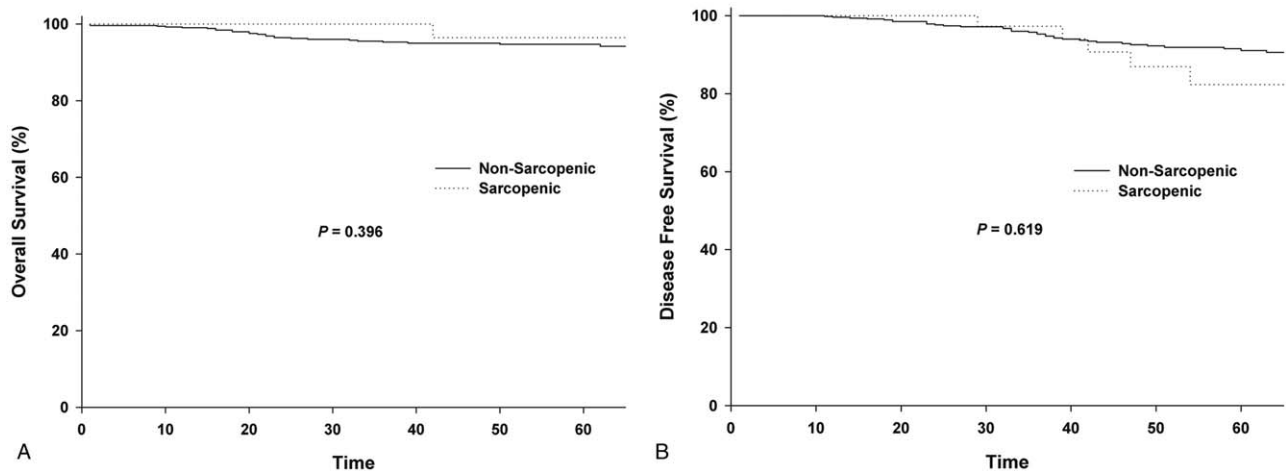 100
80
60
40
20
0
Overall Survival (%)
Non-Sarcopenic
Sarcopenic
P = 0.396
0 10 20 30 40 50 60
Time
A
100
80
60
40
20
0
Disease Free Survival (%)
Non-Sarcopenic
Sarcopenic
P = 0.619
0 10 20 30 40 50 60
Time
B